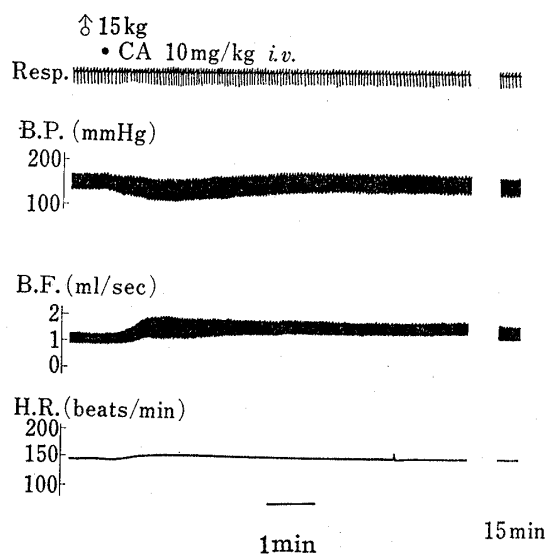 ♂ 15kg
• CA 10mg/kg i.v.
Resp.
B.P. (mmHg)
200
100
B.F. (ml/sec)
2
1
0
H.R. (beats/min)
200
150
100
1min
15min